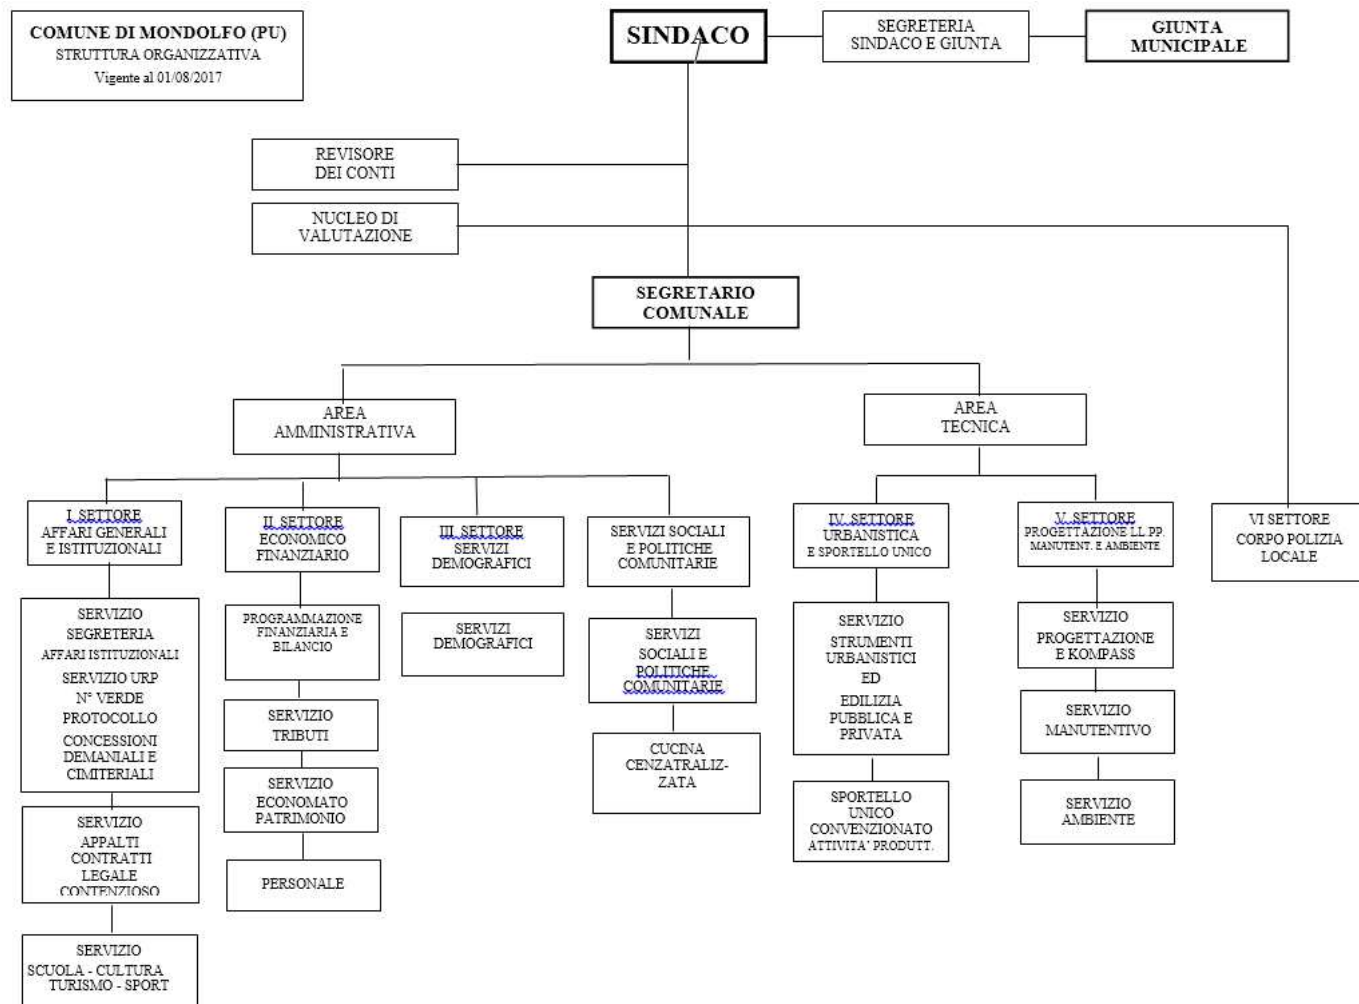 COMUNE DI MONDOLFO (PU)
STRUTTURA ORGANIZZATIVA
Vigente al 01/08/2017
SINDACO
SEGRETERIA
SINDACO E GIUNTA
GIUNTA
MUNICIPALE
REVISORE
DEI CONTI
NUCLEO DI
VALUTAZIONE
SEGRETARIO
COMUNALE
AREA
AMMINISTRATIVA
AREA
TECNICA
I SETTORE
AFFARI GENERALI
E ISTITUZIONALI
II SETTORE
ECONOMICO
FINANZIARIO
III SETTORE
SERVIZI
DEMOGRAFICI
SERVIZI SOCIALI
E POLITICHE
COMUNITARIE
IV SETTORE
URBANISTICA
E SPORTELLO UNICO
V SETTORE
PROGETTAZIONE LL.PP.
MANUTENT. E AMBIENTE
VI SETTORE
CORPO POLIZIA
LOCALE
SERVIZIO
SEGRETERIA
AFFARI ISTITUZIONALI
SERVIZIO URP
N° VERDE
PROTOCOLLO
CONCESSIONI
DEMANIALI E
CIMITERIALI
SERVIZIO
APPALTI
CONTRATTI
LEGALE
CONTENZIOSO
SERVIZIO
SCUOLA - CULTURA
TURISMO - SPORT
PROGRAMMAZIONE
FINANZIARIA E
BILANCIO
SERVIZIO
TRIBUTI
SERVIZIO
ECONOMATO
PATRIMONIO
PERSONALE
SERVIZI
DEMOGRAFICI
SERVIZI
SOCIALI E
POLITICHE
COMUNITARIE
CUCINA
CENZATRALIZ-
ZATA
SERVIZIO
STRUMENTI
URBANISTICI
ED
EDILIZIA
PUBBLICA E
PRIVATA
SPORTELLO
UNICO
CONVENZIONATO
ATTIVITA' PRODUTT.
SERVIZIO
PROGETTAZIONE
E KOMPASS
SERVIZIO
MANUTENTIVO
SERVIZIO
AMBIENTE